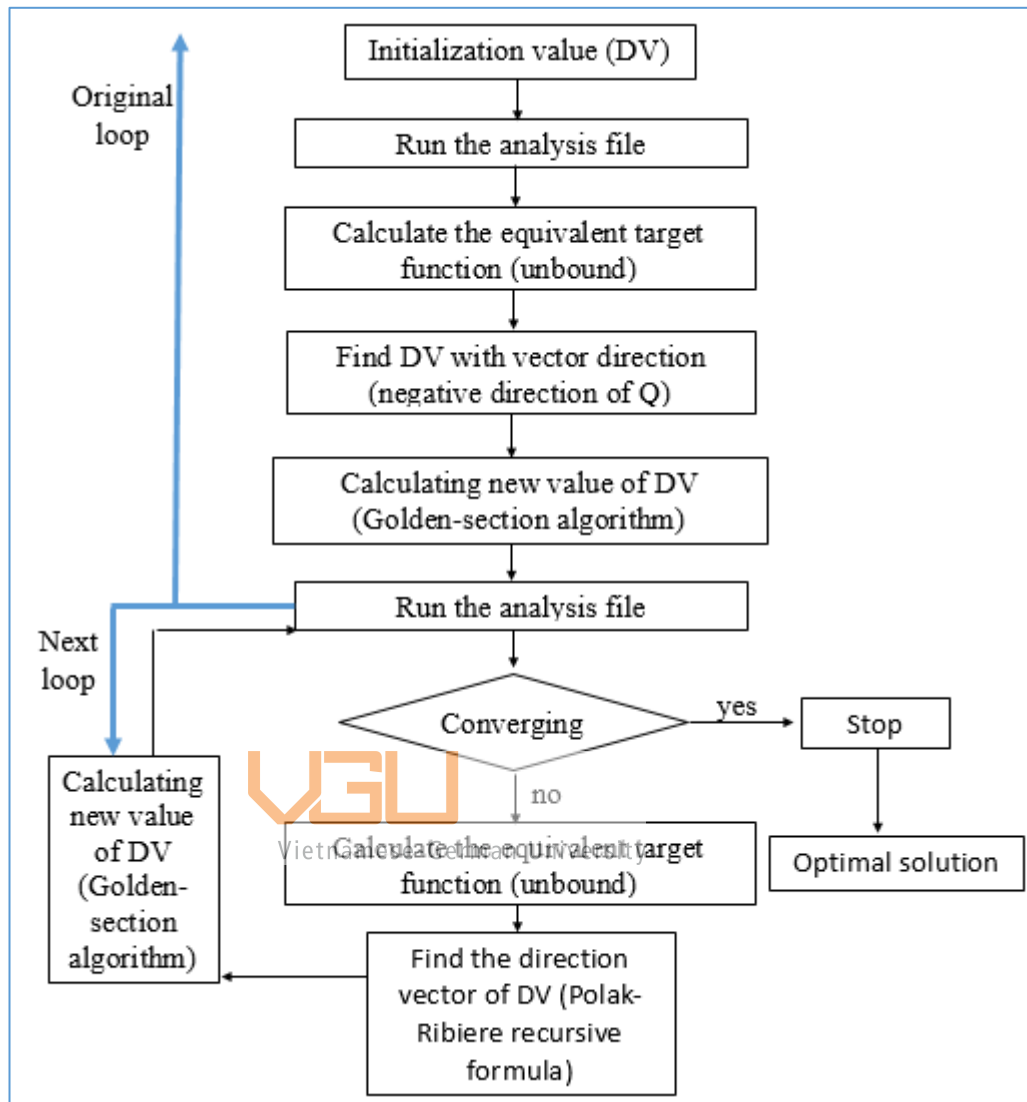 Initialization value (DV)
Original
loop
Run the analysis file
Calculate the equivalent target
function (unbound)
Find DV with vector direction
(negative direction of Q)
Calculating new value of DV
(Golden-section algorithm)
Run the analysis file
Next
loop
Converging
yes
Stop
no
Calculating
new value
of DV
(Golden-
section
algorithm)
VGU
Vietnamese-German University
Calculate the equivalent target
function (unbound)
Optimal solution
Find the direction
vector of DV (Polak-
Ribiere recursive
formula)